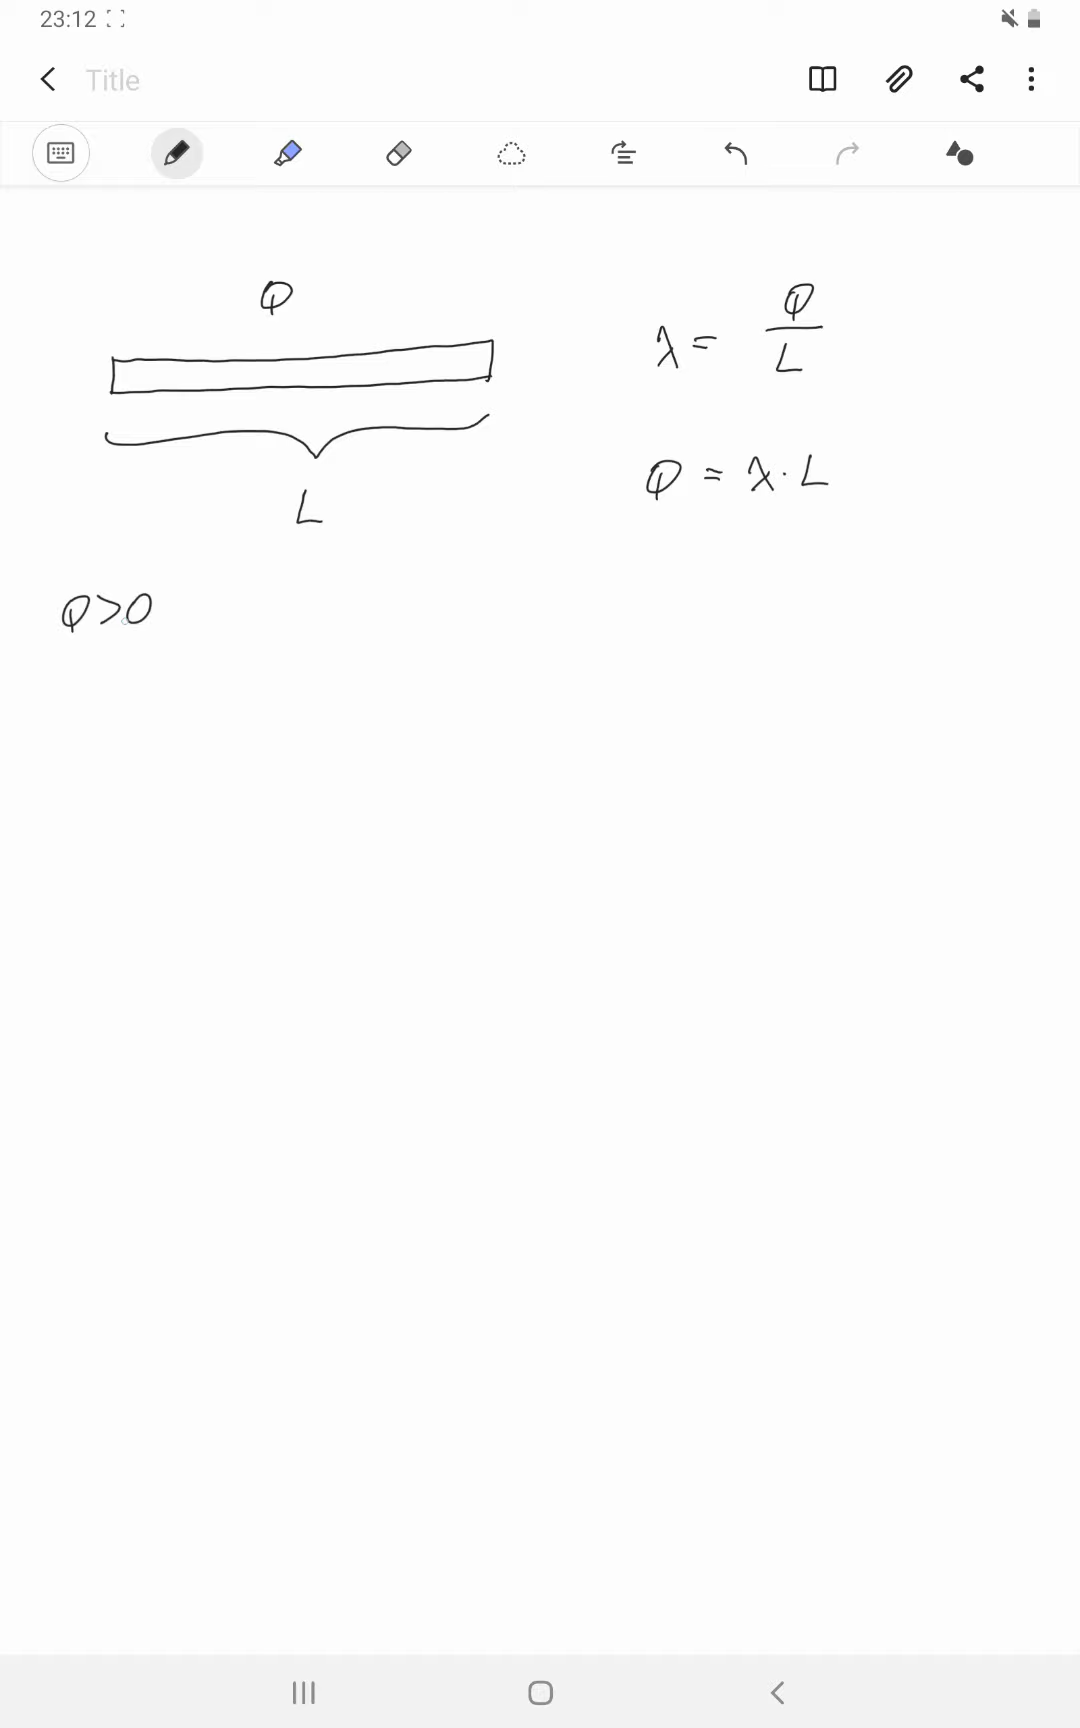 23:12
Title
Q
λ = Q/L
L
Q = λ · L
Q>0